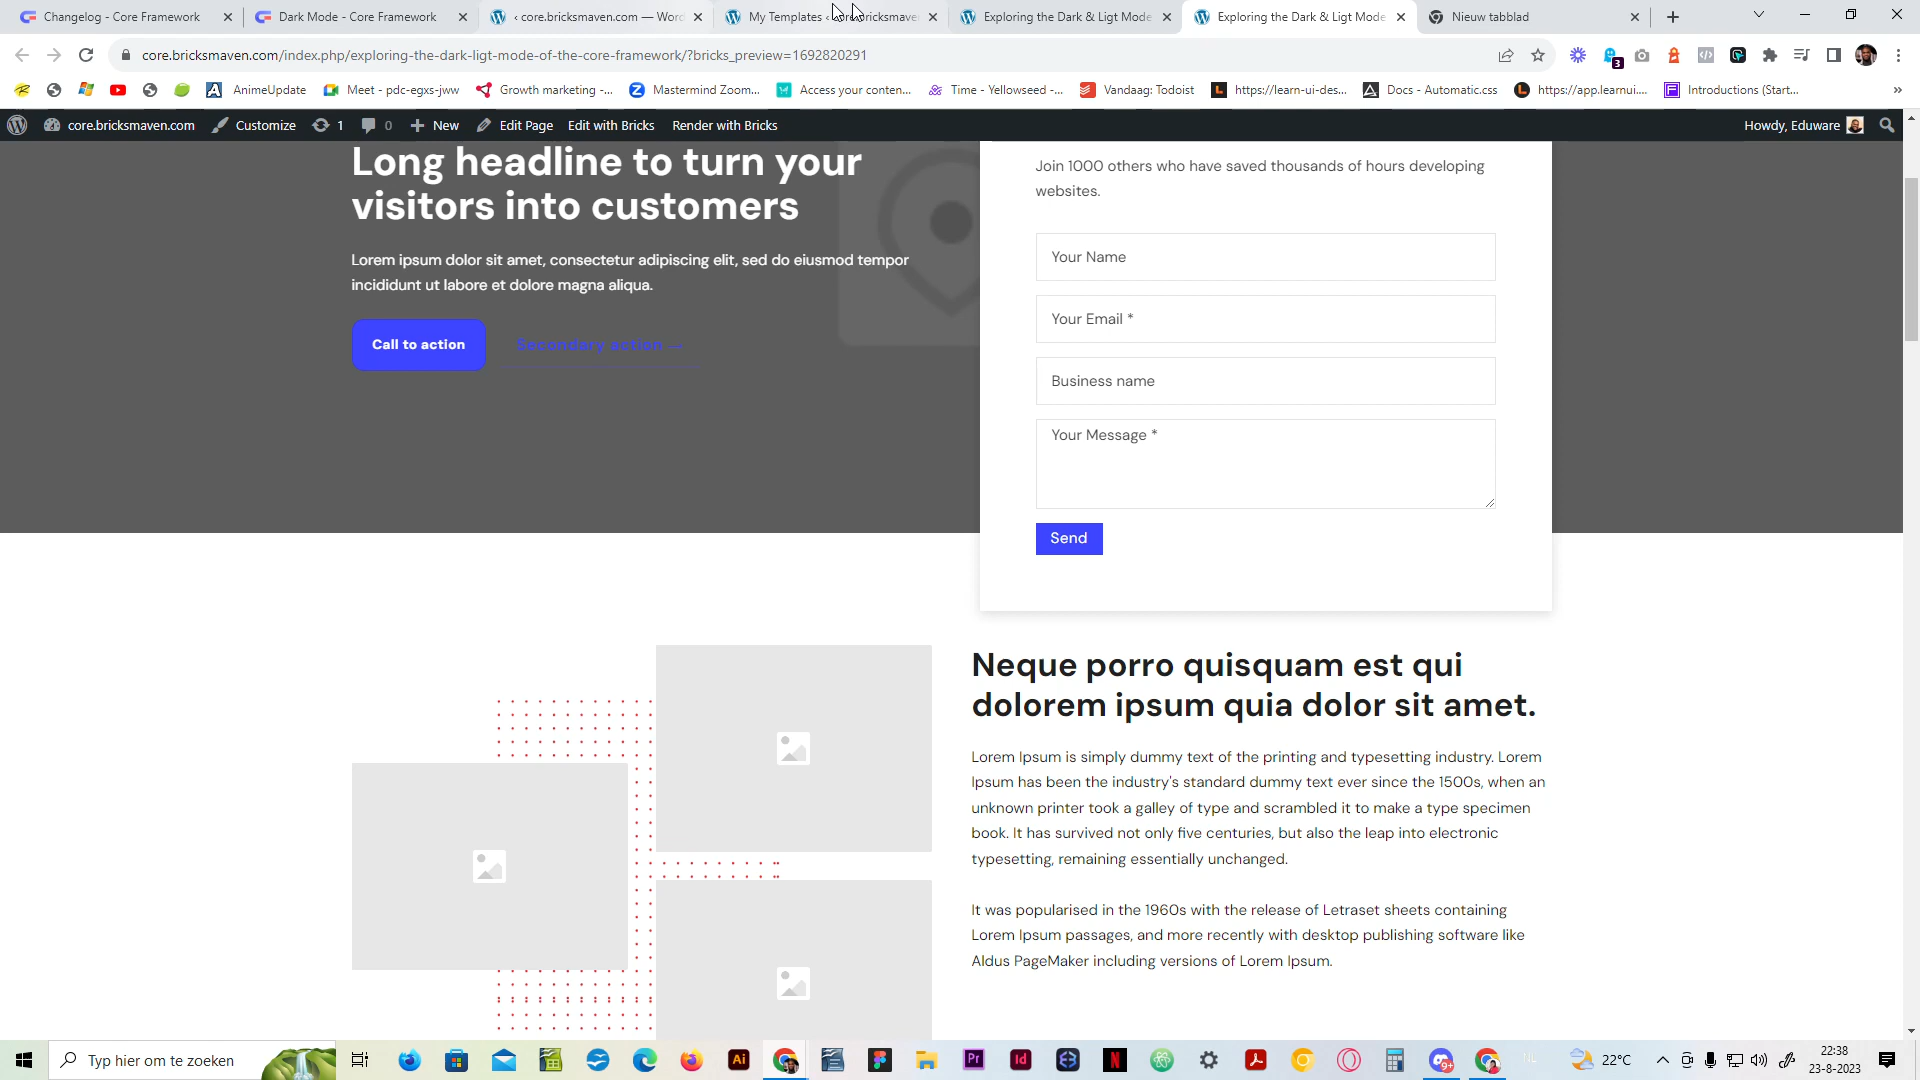 Changelog - Core Framework
Dark Mode - Core Framework
‹ core.bricksmaven.com — Word
My Templates ‹
Exploring the Dark & Ligt Mode
Exploring the Dark & Ligt Mode
Nieuw tabblad
core.bricksmaven.com/index.php/exploring-the-dark-ligt-mode-of-the-core-framework/?bricks_preview=1692820291
3
AnimeUpdate
Meet - pdc-egxs-jww
Growth marketing -...
Mastermind Zoom...
Access your conten...
Time - Yellowseed -...
Vandaag: Todoist
https://learn-ui-des...
Docs - Automatic.css
https://app.learnui....
Introductions (Start...
»
core.bricksmaven.com
Customize
1
0
New
Edit Page
Edit with Bricks
Render with Bricks
Howdy, Eduware
Long headline to turn your
visitors into customers
Lorem ipsum dolor sit amet, consectetur adipiscing elit, sed do eiusmod tempor
incididunt ut labore et dolore magna aliqua.
Call to action
Secondary action —
Join 1000 others who have saved thousands of hours developing
websites.
Your Name
Your Email *
Business name
Your Message *
Send
Neque porro quisquam est qui
dolorem ipsum quia dolor sit amet.
Lorem Ipsum is simply dummy text of the printing and typesetting industry. Lorem
Ipsum has been the industry's standard dummy text ever since the 1500s, when an
unknown printer took a galley of type and scrambled it to make a type specimen
book. It has survived not only five centuries, but also the leap into electronic
typesetting, remaining essentially unchanged.
It was popularised in the 1960s with the release of Letraset sheets containing
Lorem Ipsum passages, and more recently with desktop publishing software like
Aldus PageMaker including versions of Lorem Ipsum.
Typ hier om te zoeken
Ai
Pr
Id
N
9+
22°C
22:38
23-8-2023